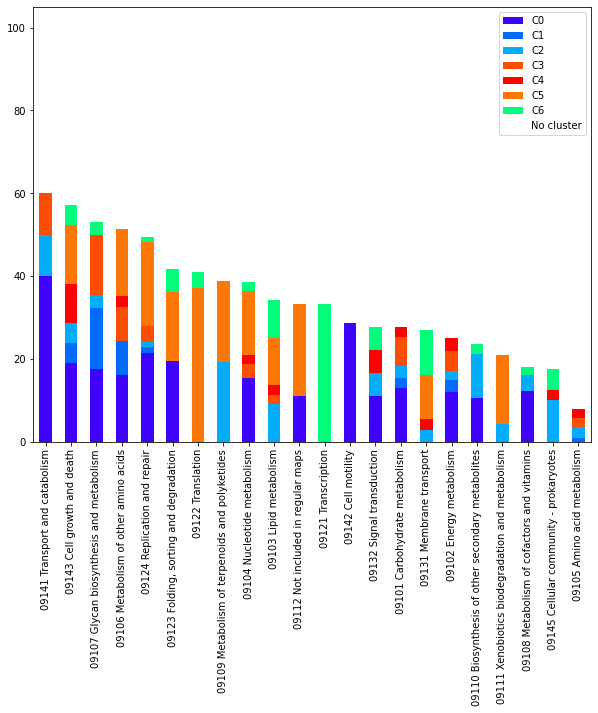 100
80
60
40
20
0
C0
C1
C2
C3
C4
C5
C6
No cluster
09141 Transport and catabolism
09143 Cell growth and death
09107 Glycan biosynthesis and metabolism
09106 Metabolism of other amino acids
09124 Replication and repair
09123 Folding, sorting and degradation
09122 Translation
09109 Metabolism of terpenoids and polyketides
09104 Nucleotide metabolism
09103 Lipid metabolism
09112 Not included in regular maps
09121 Transcription
09142 Cell motility
09132 Signal transduction
09101 Carbohydrate metabolism
09131 Membrane transport
09102 Energy metabolism
09110 Biosynthesis of other secondary metabolites
09111 Xenobiotics biodegradation and metabolism
09108 Metabolism of cofactors and vitamins
09145 Cellular community - prokaryotes
09105 Amino acid metabolism